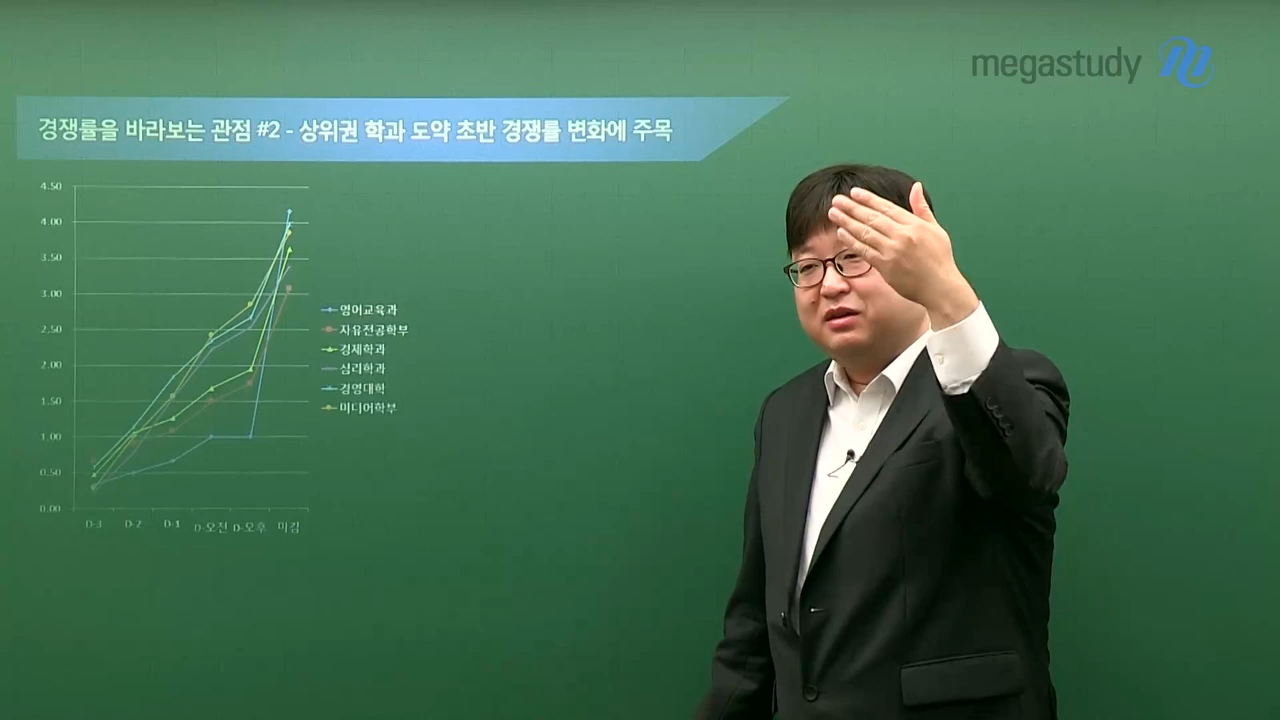 megastudy
경쟁률을 바라보는 관점 #2 - 상위권 학과 도약 초반 경쟁률 변화에 주목
4.50
4.00
3.50
3.00
2.50
2.00
1.50
1.00
0.50
0.00
D-3 D-2 D-1 D-오전 D-오후 마감
영어교육과
자유전공학부
경제학과
심리학과
경영대학
미디어학부